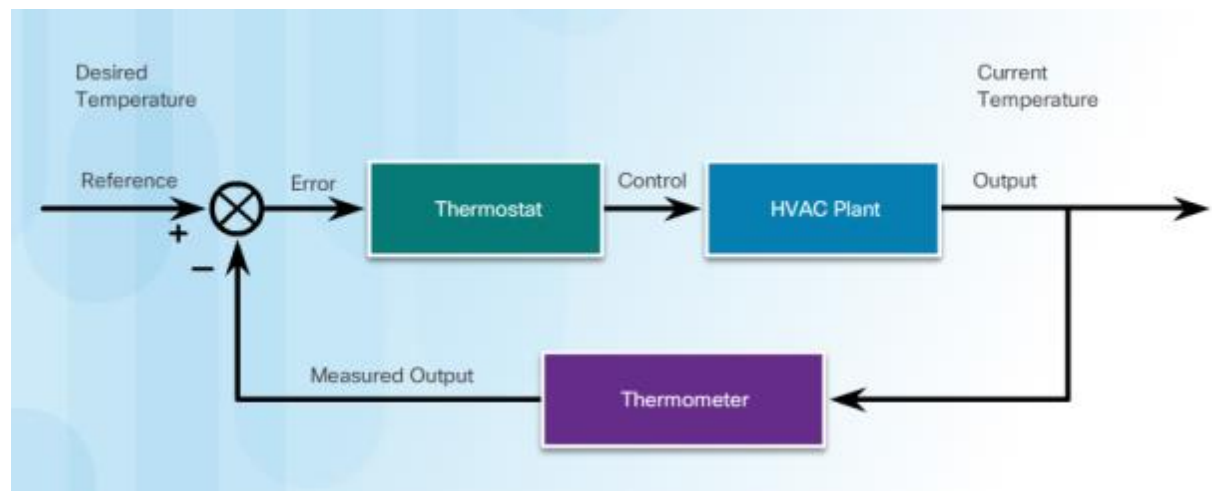 Desired
Temperature
Current
Temperature
Reference
Error
Thermostat
Control
HVAC Plant
Output
+
−
Measured Output
Thermometer